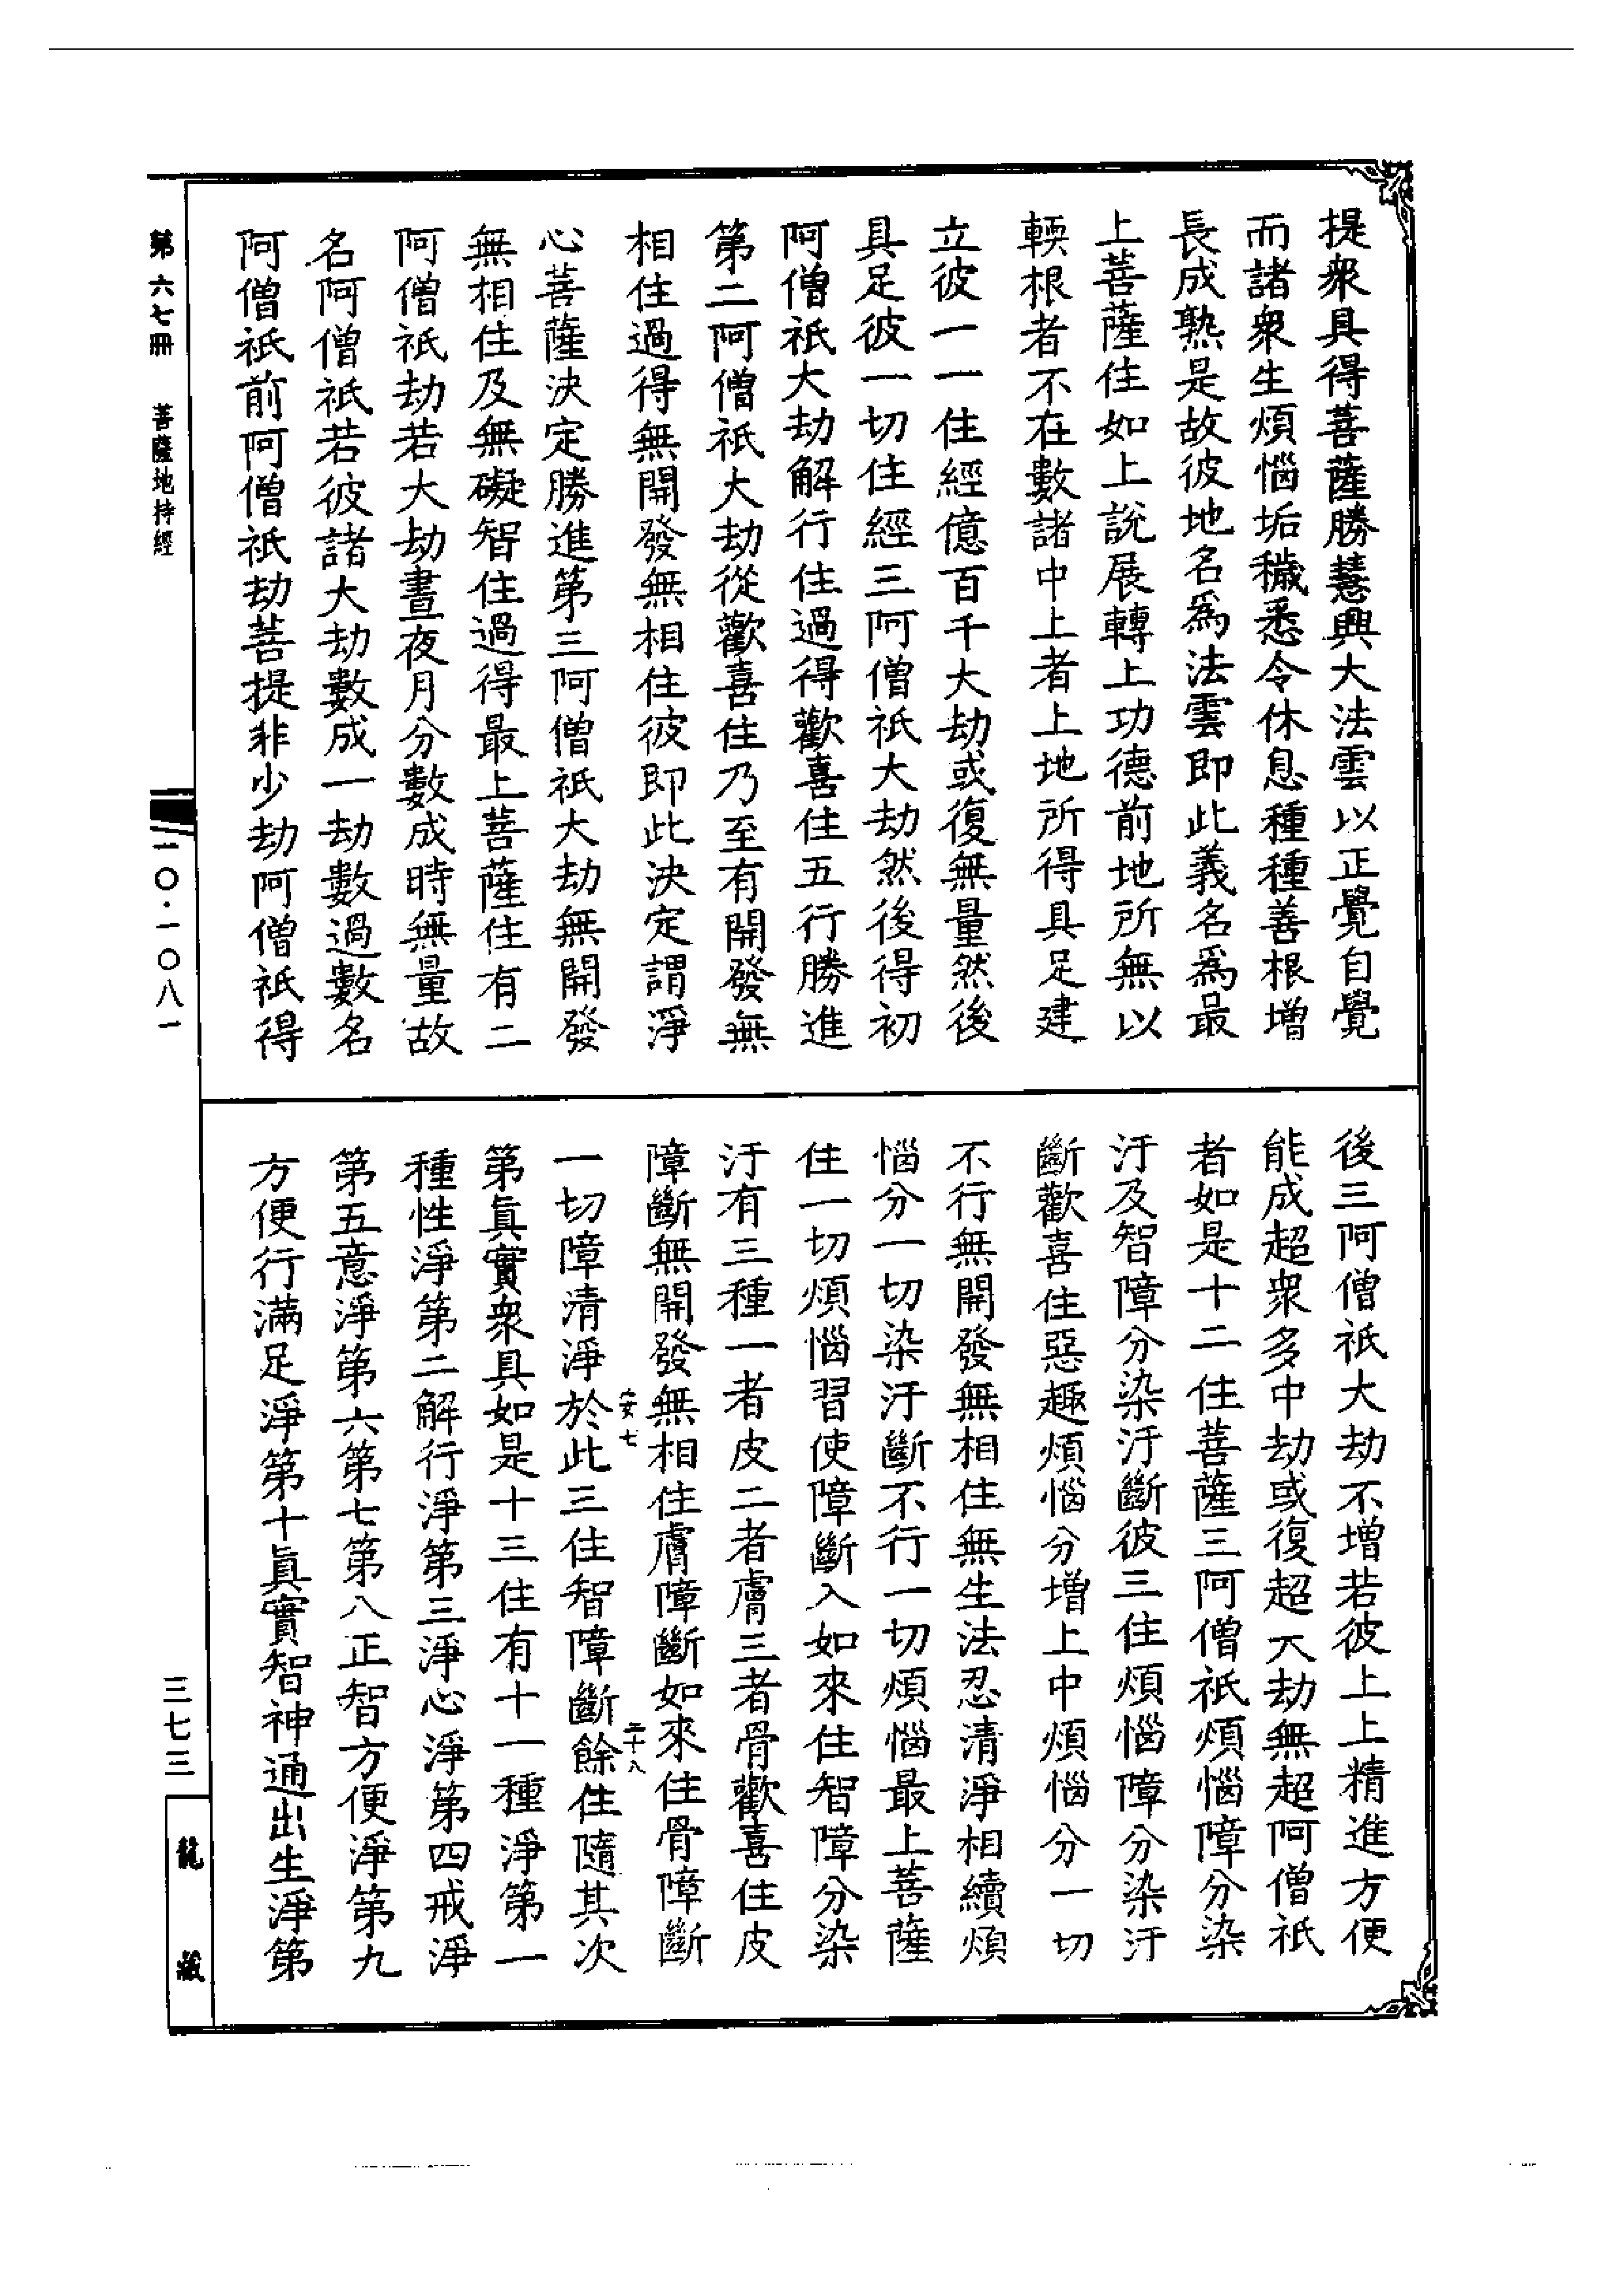 提衆具得菩薩勝慧興大法雲以正覺自覺
而諸衆生煩惱垢穢悉令休息種種善根增
長成熟是故彼地名爲法雲即此義名爲最
上菩薩住如上說展轉上功德前地所無以
輭根者不在數諸中上者上地所得具足建
立彼一一住經億百千大劫或復無量然後
具足彼一切住經三阿僧祇大劫然後得初
阿僧祇大劫解行住過得歡喜住五行勝進
第二阿僧祇大劫從歡喜住乃至有開發無
相住過得無開發無相住彼即此決定謂淨
心菩薩決定勝進第三阿僧祇大劫無開發
無相住及無礙智住過得最上菩薩住有二
阿僧祇劫若大劫晝夜月分數成時無量故
名阿僧祇若彼諸大劫數成一劫數過數名
阿僧祇前阿僧祇劫菩提非少劫阿僧祇得
後三阿僧祇大劫不增若彼上上精進方便
能成超衆多中劫或復超大劫無超阿僧祇
者如是十二住菩薩三阿僧祇煩惱障分染
汙及智障分染汙斷彼三住煩惱障分染汙
斷歡喜住惡趣煩惱分增上中煩惱分一切
不行無開發無相住無生法忍清淨相續煩
惱分一切染汙斷不行一切煩惱最上菩薩
住一切煩惱習使障斷入如來住智障分染
汙有三種一者皮二者膚三者骨歡喜住皮
障斷無開發無相住膚障斷如來住骨障斷
安七
二十八
一切障清淨於此三住智障斷餘住隨其次
第眞實衆具如是十三住有十一種淨第一
種性淨第二解行淨第三淨心淨第四戒淨
第五意淨第六第七第八正智方便淨第九
方便行滿足淨第十眞實智神通出生淨第
第六七冊 菩薩地持經
一〇·一〇八一
三七三
龍藏